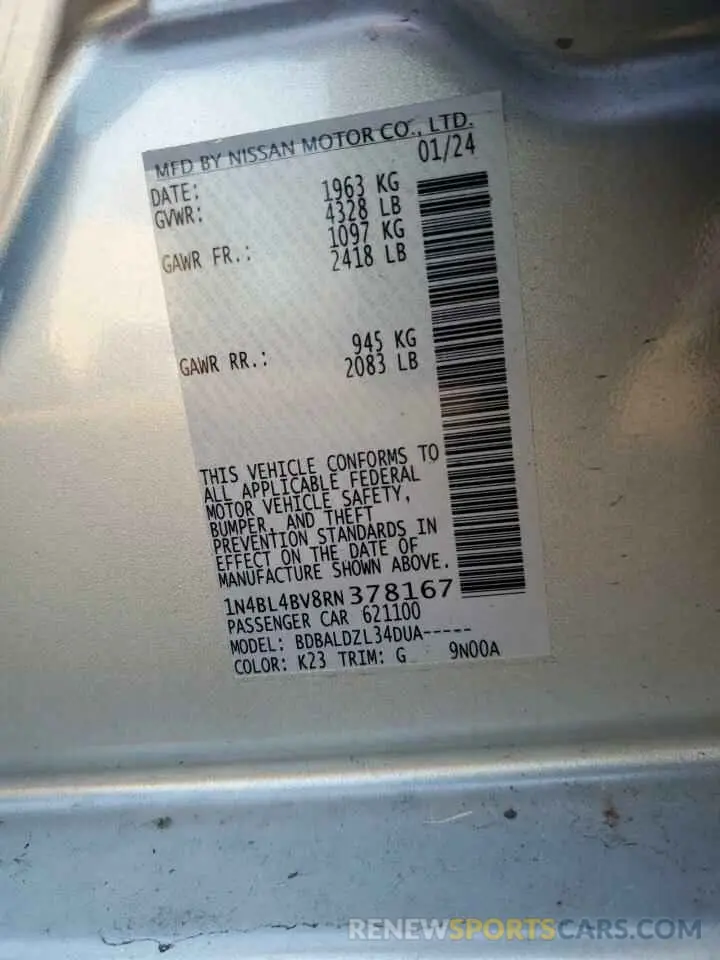 MFD BY NISSAN MOTOR CO., LTD.
DATE: 01/24
GVWR: 1963 KG
4328 LB
GAWR FR.: 1097 KG
2418 LB
GAWR RR.: 945 KG
2083 LB
THIS VEHICLE CONFORMS TO
ALL APPLICABLE FEDERAL
MOTOR VEHICLE SAFETY,
BUMPER, AND THEFT
PREVENTION STANDARDS IN
EFFECT ON THE DATE OF
MANUFACTURE SHOWN ABOVE.
1N4BL4BV8RN378167
PASSENGER CAR 621100
MODEL: BDBALDZL34DUA-----
COLOR: K23 TRIM: G 9N00A
RENEWSPORTSCARS.COM